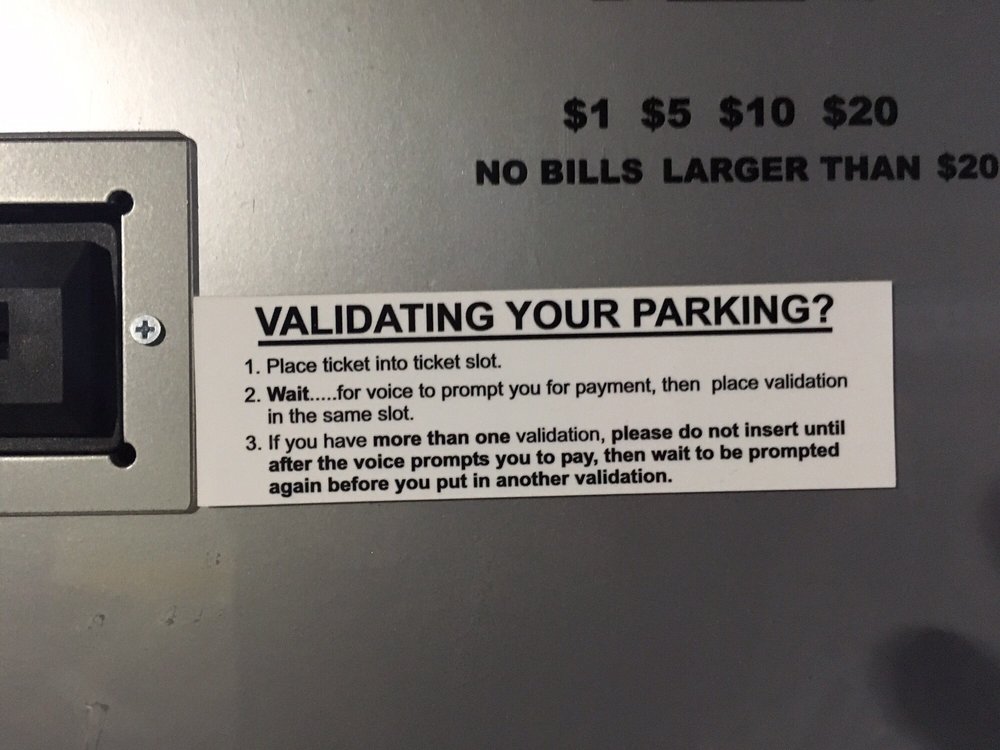 $1 $5 $10 $20
NO BILLS LARGER THAN $20
VALIDATING YOUR PARKING?
1. Place ticket into ticket slot.
2. Wait.....for voice to prompt you for payment, then place validation
in the same slot.
3. If you have more than one validation, please do not insert until
after the voice prompts you to pay, then wait to be prompted
again before you put in another validation.